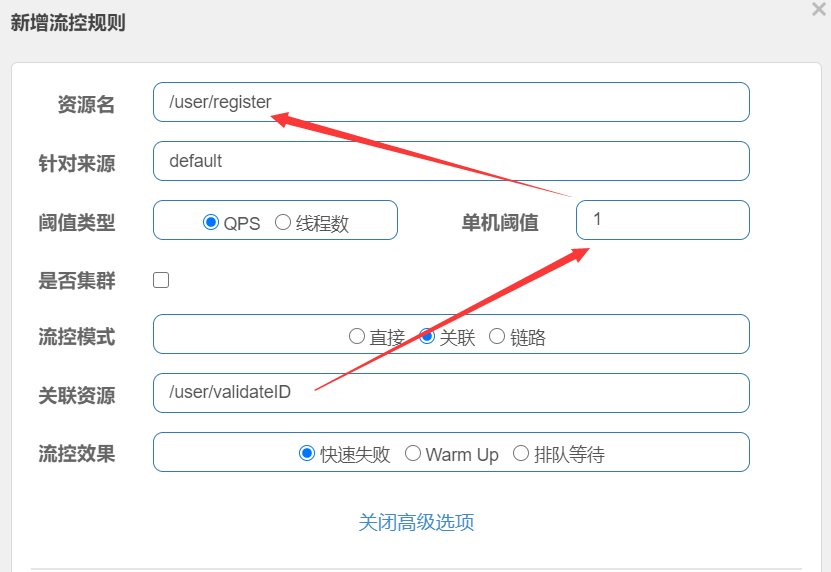 新增流控规则
资源名 /user/register
针对来源 default
阈值类型 QPS 线程数 单机阈值 1
是否集群
流控模式 直接 关联 链路
关联资源 /user/validateID
流控效果 快速失败 Warm Up 排队等待
关闭高级选项